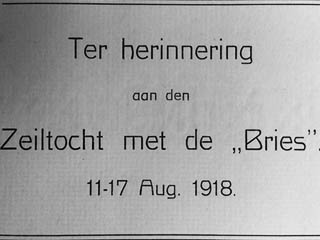 Ter herinnering
aan den
Zeiltocht met de „Bries”.
11-17 Aug. 1918.